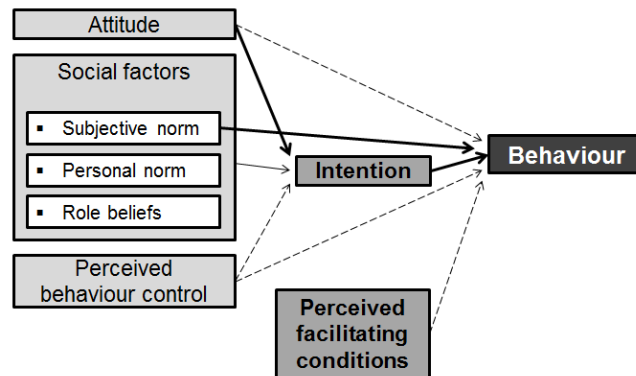 Attitude
Social factors
▪ Subjective norm
▪ Personal norm
▪ Role beliefs
Perceived
behaviour control
Intention
Behaviour
Perceived
facilitating
conditions